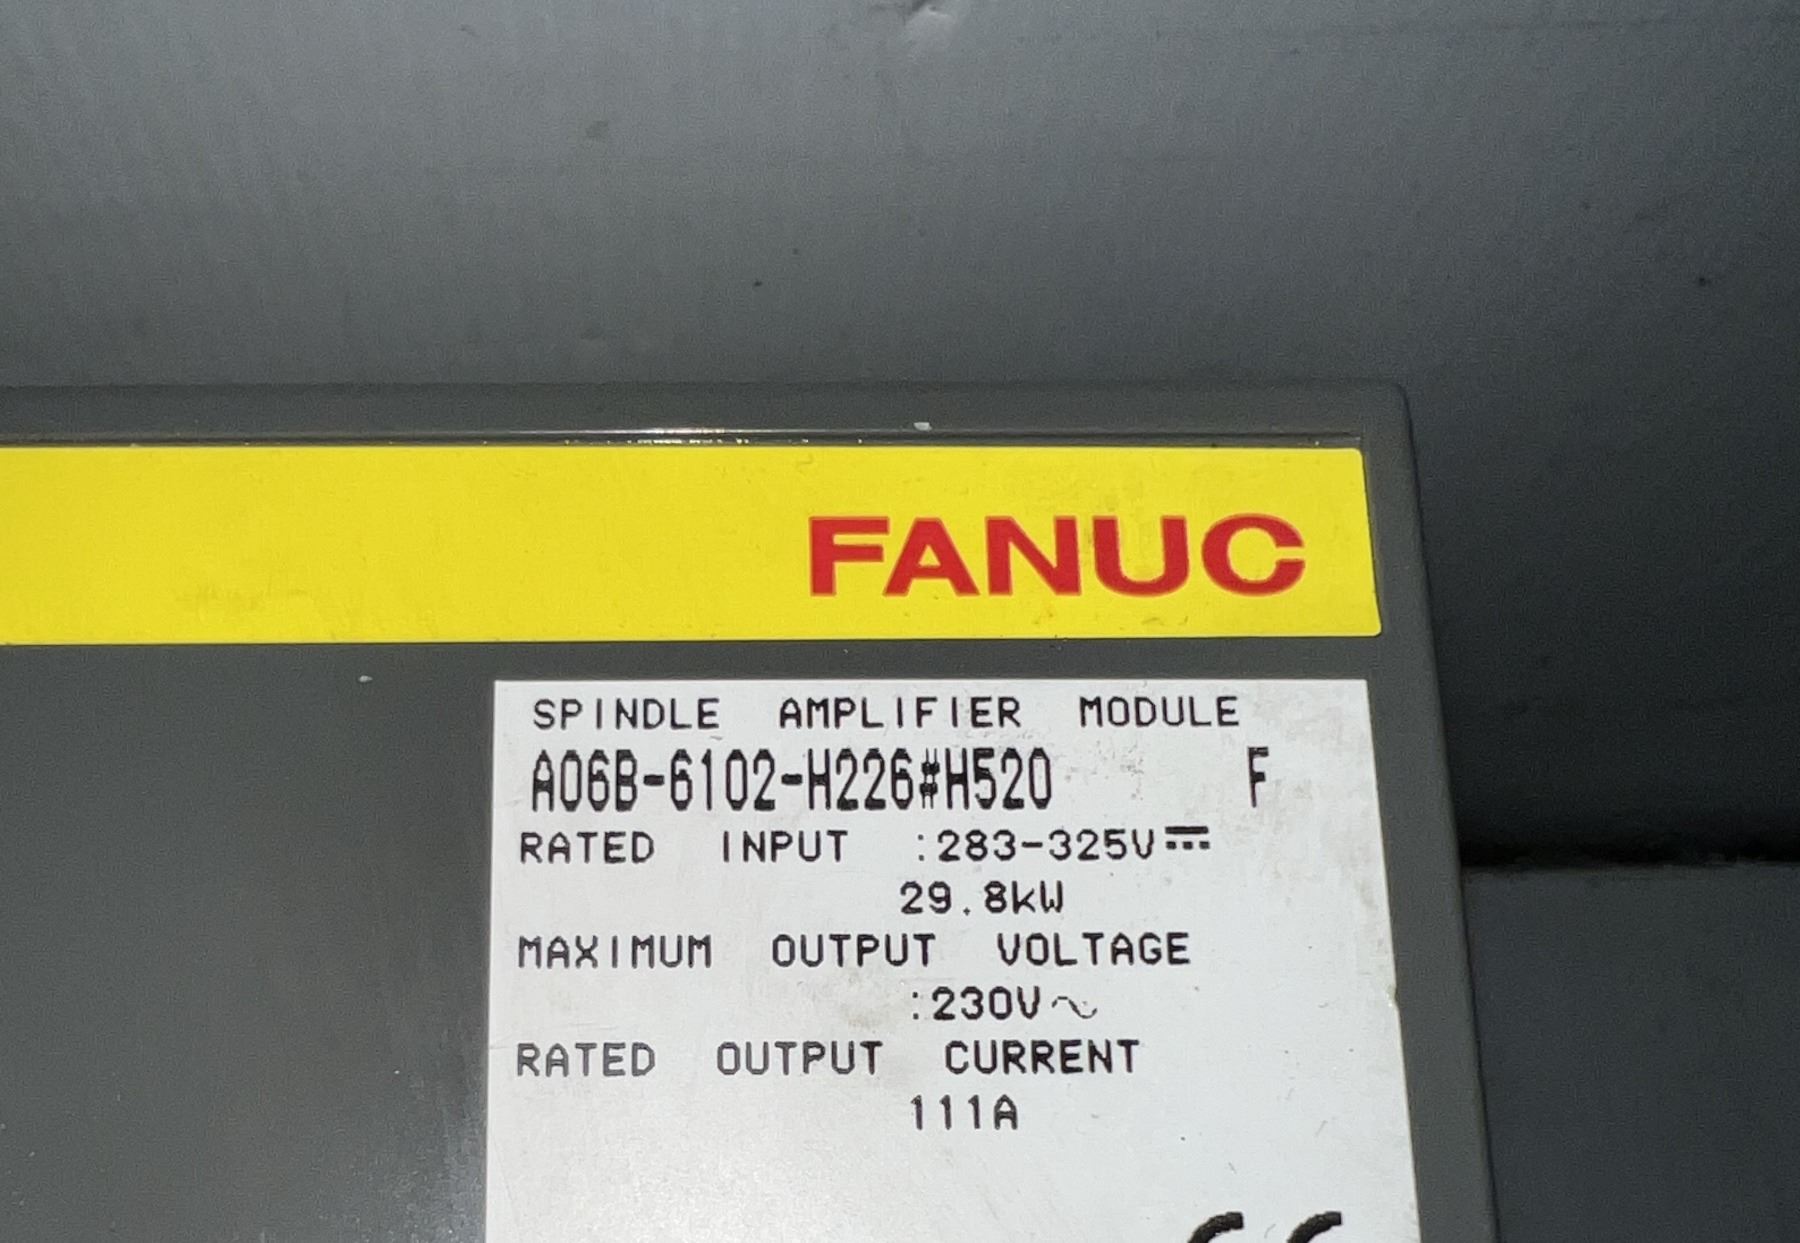 FANUC
SPINDLE AMPLIFIER MODULE
A06B-6102-H226#H520 F
RATED INPUT :283-325V⎓
29.8kW
MAXIMUM OUTPUT VOLTAGE
:230V~
RATED OUTPUT CURRENT
111A